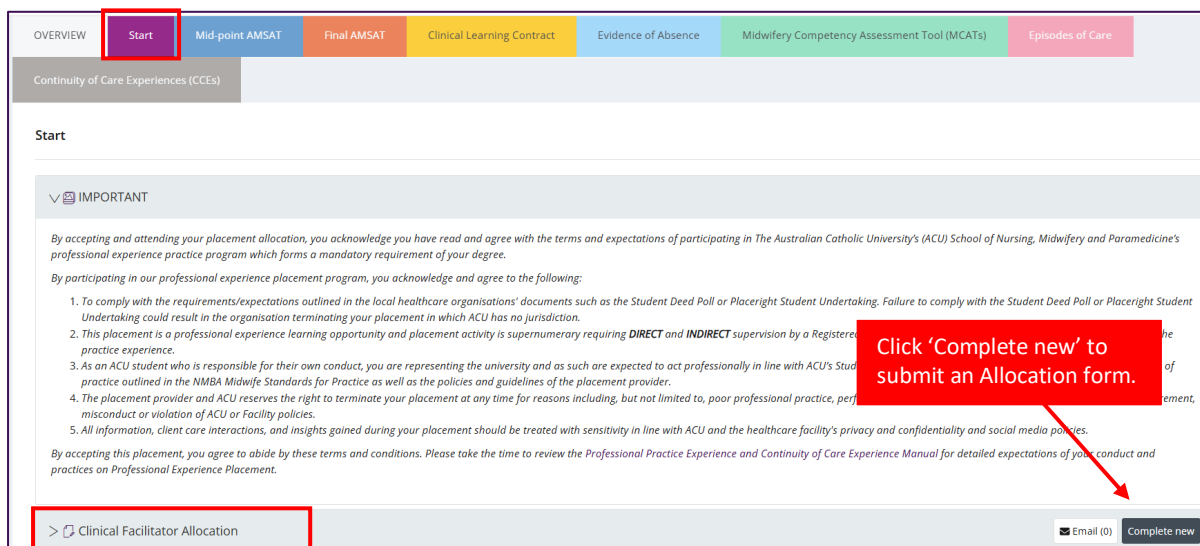 OVERVIEW Start Mid-point AMSAT Final AMSAT Clinical Learning Contract Evidence of Absence Midwifery Competency Assessment Tool (MCATs) Episodes of Care
Continuity of Care Experiences (CCEs)
Start
IMPORTANT
By accepting and attending your placement allocation, you acknowledge you have read and agree with the terms and expectations of participating in The Australian Catholic University's (ACU) School of Nursing, Midwifery and Paramedicine's
professional experience practice program which forms a mandatory requirement of your degree.
By participating in our professional experience placement program, you acknowledge and agree to the following:
1. To comply with the requirements/expectations outlined in the local healthcare organisations' documents such as the Student Deed Poll or Placeright Student Undertaking. Failure to comply with the Student Deed Poll or Placeright Student
Undertaking could result in the organisation terminating your placement in which ACU has no jurisdiction.
2. This placement is a professional experience learning opportunity and placement activity is supernumerary requiring DIRECT and INDIRECT supervision by a Registered
practice experience.
3. As an ACU student who is responsible for their own conduct, you are representing the university and as such are expected to act professionally in line with ACU's of
practice outlined in the NMBA Midwife Standards for Practice as well as the policies and guidelines of the placement provider.
4. The placement provider and ACU reserves the right to terminate your placement at any time for reasons including, but not limited to, poor professional practice,
misconduct or violation of ACU or Facility policies.
5. All information, client care interactions, and insights gained during your placement should be treated with sensitivity in line with ACU and the healthcare facility's privacy and confidentiality and social media policies.
By accepting this placement, you agree to abide by these terms and conditions. Please take the time to review the Professional Practice Experience and Continuity of Care Experience Manual for detailed expectations of your conduct and
practices on Professional Experience Placement.
Click ‘Complete new’ to
submit an Allocation form.
Clinical Facilitator Allocation Email (0) Complete new